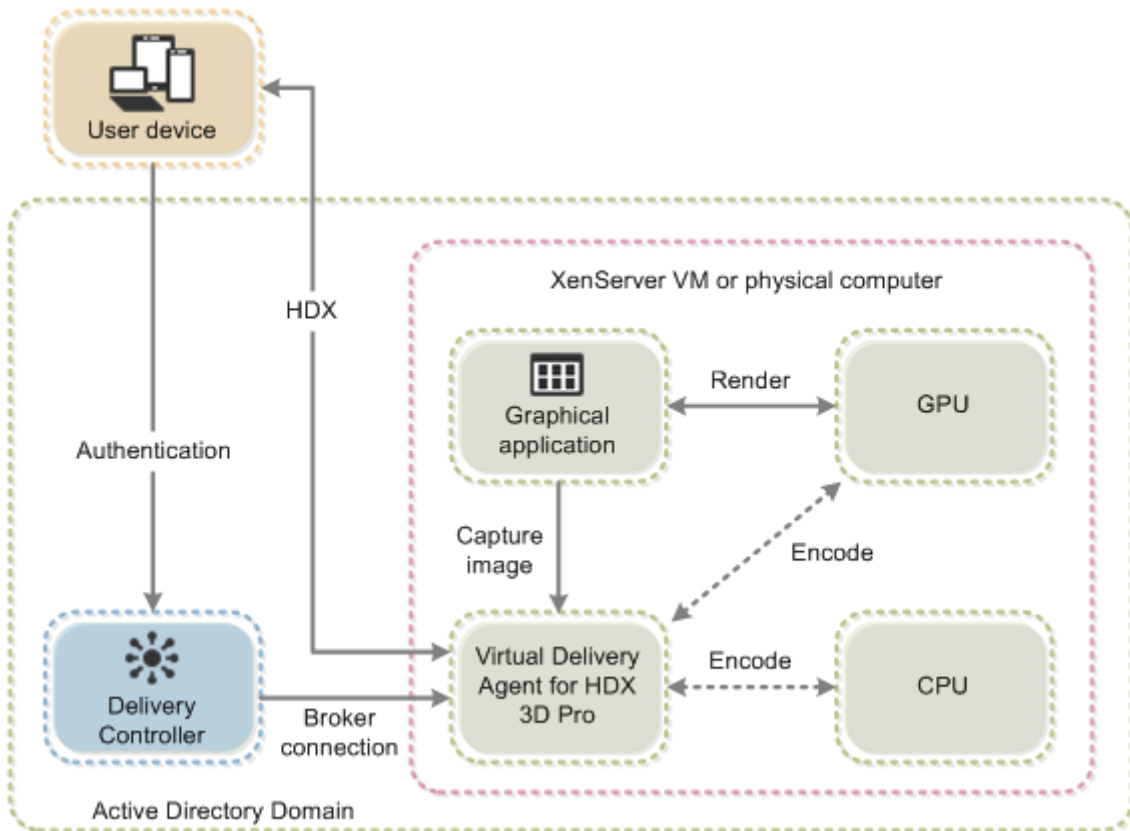 User device
XenServer VM or physical computer
HDX
Graphical
application
Render
GPU
Authentication
Capture
image
Encode
Virtual Delivery
Agent for HDX
3D Pro
Encode
CPU
Delivery
Controller
Broker
connection
Active Directory Domain